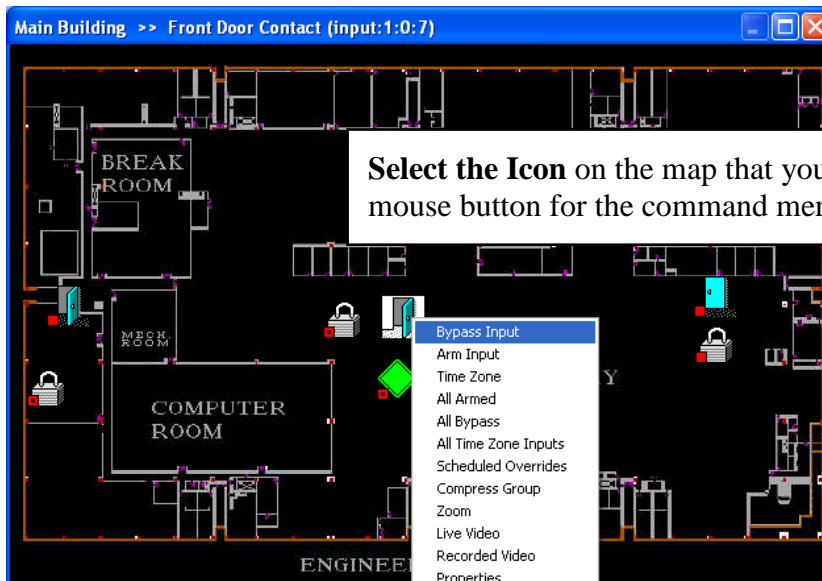 Main Building >> Front Door Contact (input:1:0:7)
BREAK
ROOM
Select the Icon on the map that you
mouse button for the command
MECH.
ROOM
COMPUTER
ROOM
Bypass Input
Arm Input
Time Zone
All Armed
All Bypass
All Time Zone Inputs
Scheduled Overrides
Compress Group
Zoom
Live Video
Recorded Video
Properties
Y
ENGINEE